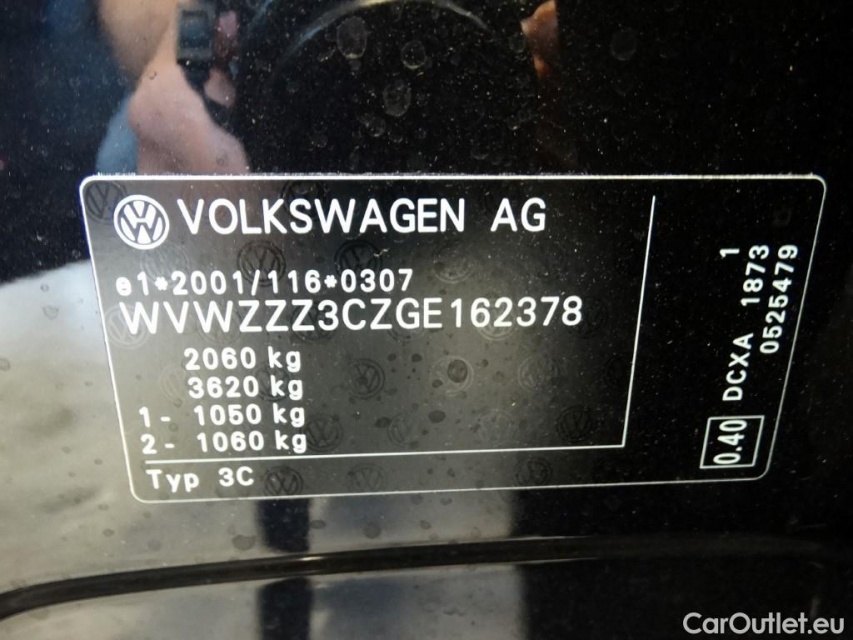 VOLKSWAGEN AG
e1*2001/116*0307
WVWZZZ3CZGE162378
2060 kg
3620 kg
1- 1050 kg
2- 1060 kg
Typ 3C
1
DCXA 1873
0525479
0.40
CarOutlet.eu